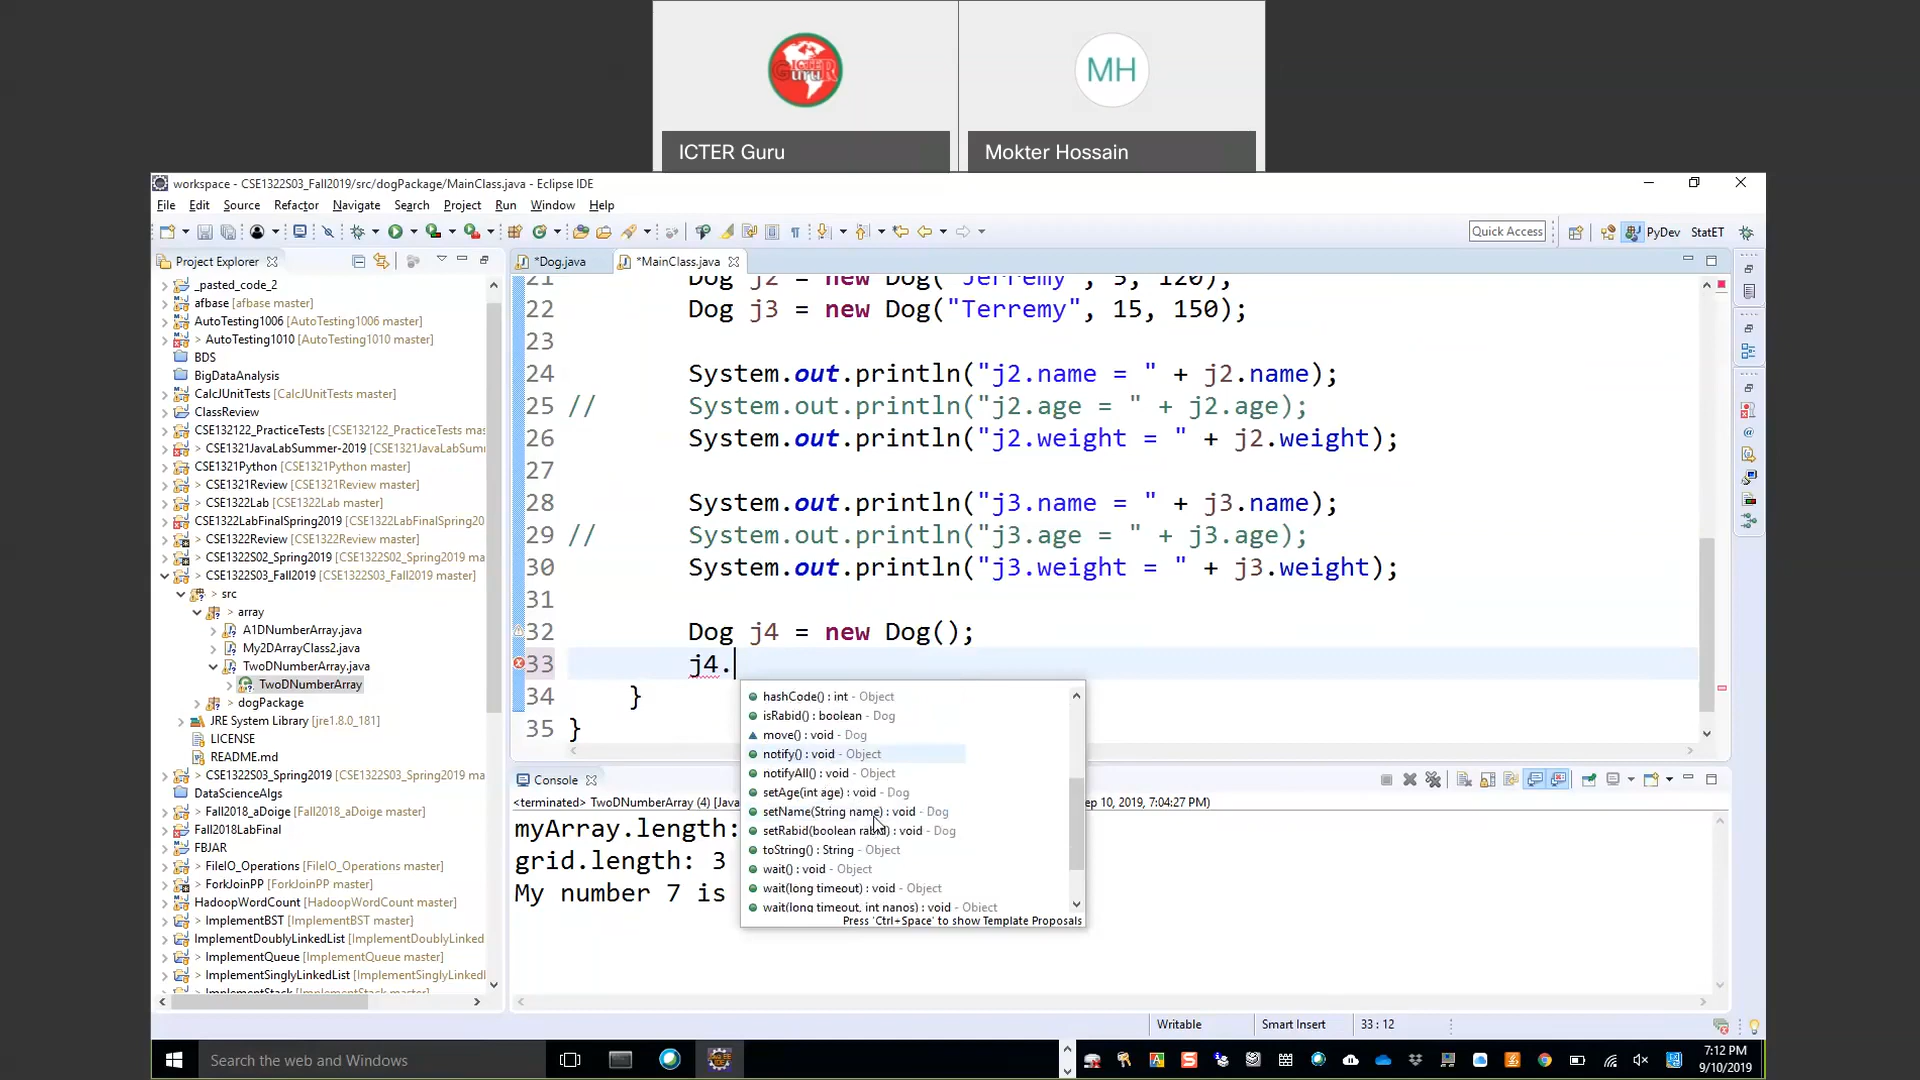 Guru
MH
ICTER Guru
Mokter Hossain
workspace - CSE1322S03_Fall2019/src/dogPackage/MainClass.java - Eclipse IDE
File Edit Source Refactor Navigate Search Project Run Window Help
Quick Access
PyDev
StatET
Project Explorer
*Dog.java
*MainClass.java
_pasted_code_2
afbase [afbase master]
AutoTesting1006 [AutoTesting1006 master]
> AutoTesting1010 [AutoTesting1010 master]
BDS
BigDataAnalysis
CalcJUnitTests [CalcJUnitTests master]
ClassReview
CSE132122_PracticeTests [CSE132122_PracticeTests mas
> CSE1321JavaLabSummer-2019 [CSE1321JavaLabSumr
CSE1321Python [CSE1321Python master]
> CSE1321Review [CSE1321Review master]
> CSE1322Lab [CSE1322Lab master]
CSE1322LabFinalSpring2019 [CSE1322LabFinalSpring20
> CSE1322Review [CSE1322Review master]
> CSE1322S02_Spring2019 [CSE1322S02_Spring2019 ma
> CSE1322S03_Fall2019 [CSE1322S03_Fall2019 master]
> src
> array
A1DNumberArray.java
My2DArrayClass2.java
TwoDNumberArray.java
TwoDNumberArray
> dogPackage
JRE System Library [jre1.8.0_181]
LICENSE
README.md
> CSE1322S03_Spring2019 [CSE1322S03_Spring2019 ma
DataScienceAlgs
> Fall2018_aDoige [Fall2018_aDoige master]
Fall2018LabFinal
FBJAR
> FileIO_Operations [FileIO_Operations master]
> ForkJoinPP [ForkJoinPP master]
HadoopWordCount [HadoopWordCount master]
> ImplementBST [ImplementBST master]
ImplementDoublyLinkedList [ImplementDoublyLinked
> ImplementQueue [ImplementQueue master]
> ImplementSinglyLinkedList [ImplementSinglyLinkedL
> ImplementStack [ImplementStack master]
21 Dog j2 = new Dog("Jerremy", 5, 120);
22 Dog j3 = new Dog("Terremy", 15, 150);
23
24 System.out.println("j2.name = " + j2.name);
25 // System.out.println("j2.age = " + j2.age);
26 System.out.println("j2.weight = " + j2.weight);
27
28 System.out.println("j3.name = " + j3.name);
29 // System.out.println("j3.age = " + j3.age);
30 System.out.println("j3.weight = " + j3.weight);
31
32 Dog j4 = new Dog();
33 j4.
34 }
35 }
hashCode() : int - Object
isRabid() : boolean - Dog
move() : void - Dog
notify() : void - Object
notifyAll() : void - Object
setAge(int age) : void - Dog
setName(String name) : void - Dog
setRabid(boolean rabid) : void - Dog
toString() : String - Object
wait() : void - Object
wait(long timeout) : void - Object
wait(long timeout, int nanos) : void - Object
Press 'Ctrl+Space' to show Template Proposals
Console
<terminated> TwoDNumberArray (4) [Java
ep 10, 2019, 7:04:27 PM)
myArray.length:
grid.length: 3
My number 7 is
Writable
Smart Insert
33 : 12
Search the web and Windows
7:12 PM
9/10/2019